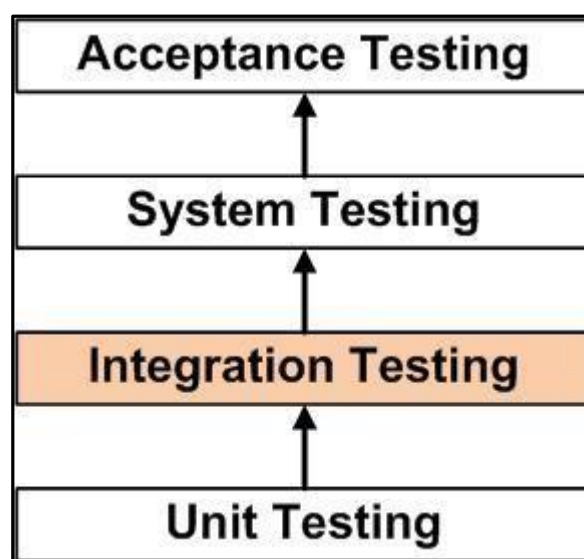 Acceptance Testing
System Testing
Integration Testing
Unit Testing